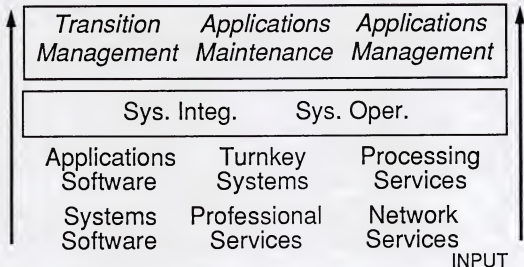 Transition Applications Applications
Management Maintenance Management
Sys. Integ. Sys. Oper.
Applications Turnkey Processing
Software Systems Services
Systems Professional Network
Software Services Services
INPUT